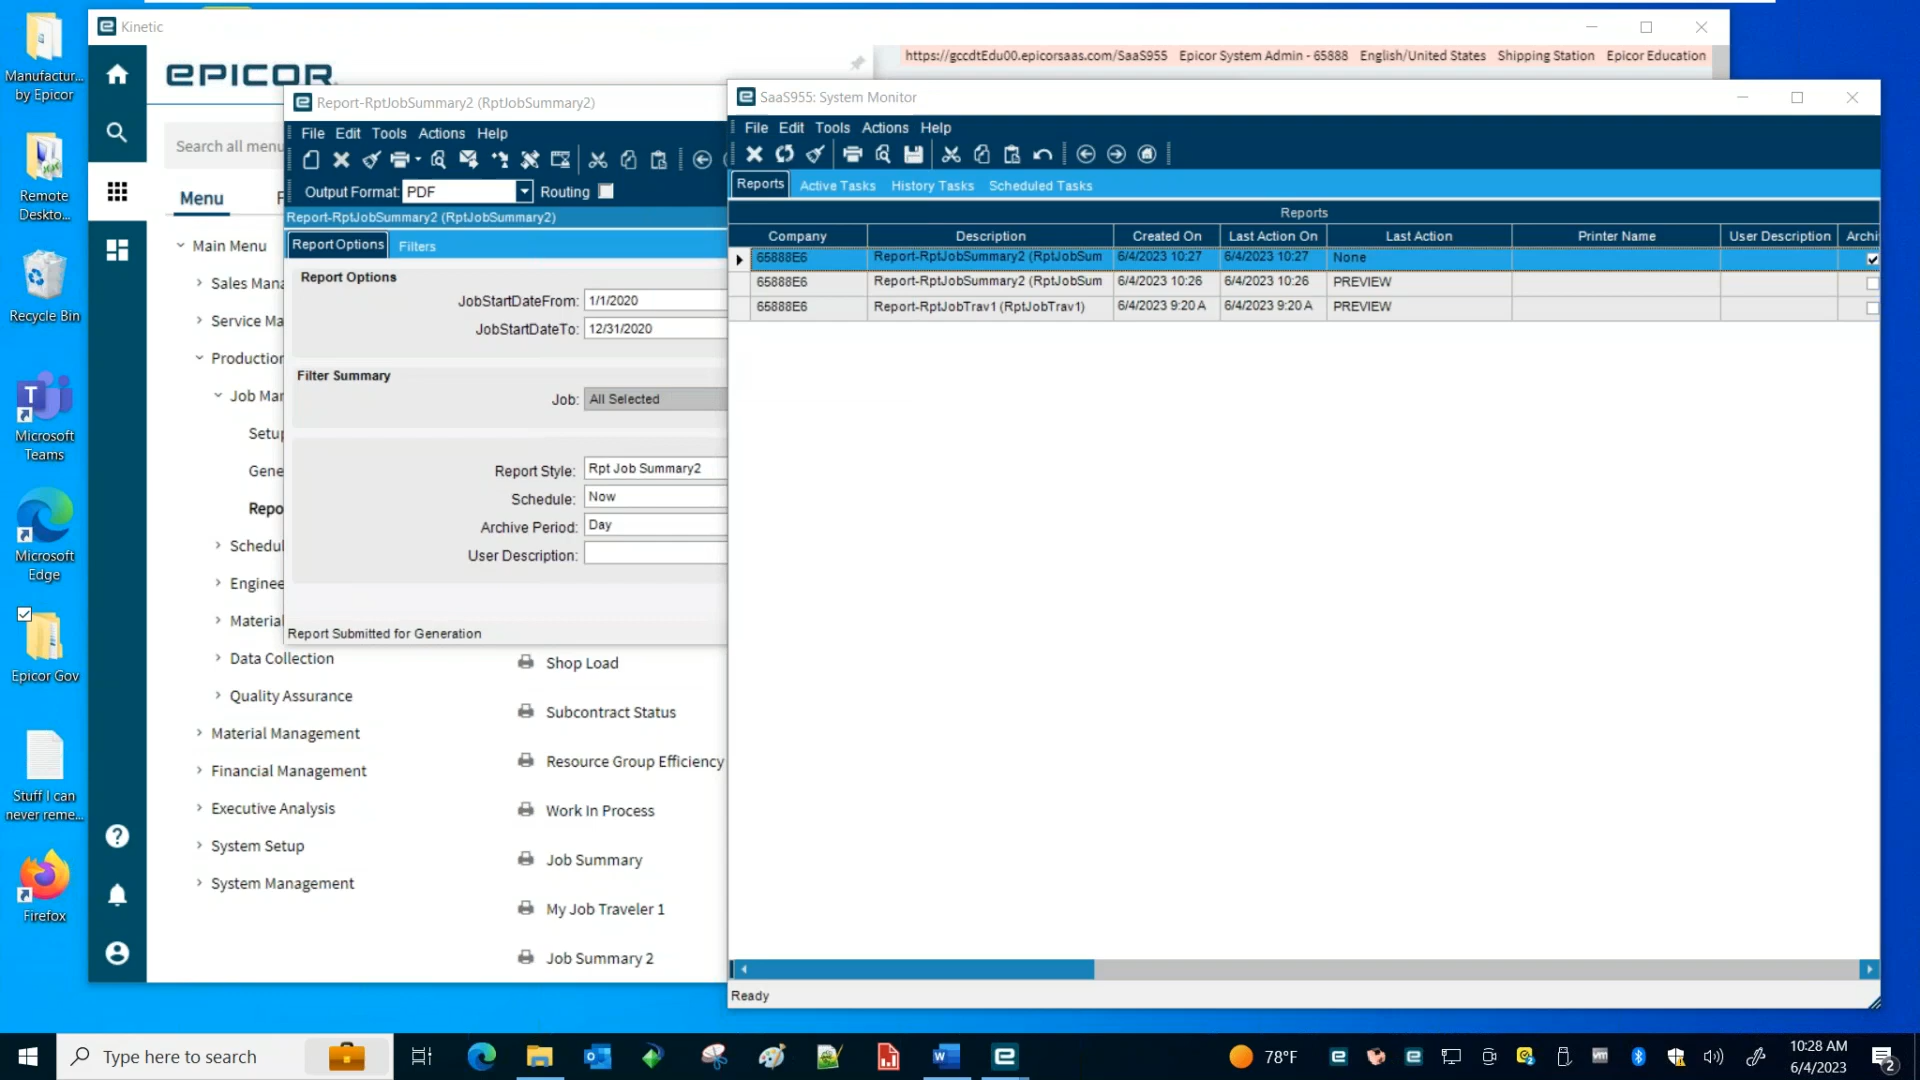 Manufactur...
by Epicor
Remote
Deskto...
Recycle Bin
Microsoft
Teams
Microsoft
Edge
Epicor Gov
Stuff I can
never reme...
Firefox
Kinetic
https://gccdtEdu00.epicorsaas.com/SaaS955 Epicor System Admin - 65888 English/United States Shipping Station Epicor Education
EPICOR
Search all menu
Menu
Main Menu
Sales Mana
Service Ma
Production
Job Man
Setup
Gene
Repo
Schedul
Enginee
Material
Data Collection
Quality Assurance
Material Management
Financial Management
Executive Analysis
System Setup
System Management
Shop Load
Subcontract Status
Resource Group Efficiency
Work In Process
Job Summary
My Job Traveler 1
Job Summary 2
Report-RptJobSummary2 (RptJobSummary2)
File Edit Tools Actions Help
Output Format: PDF Routing
Report-RptJobSummary2 (RptJobSummary2)
Report Options Filters
Report Options
JobStartDateFrom: 1/1/2020
JobStartDateTo: 12/31/2020
Filter Summary
Job: All Selected
Report Style: Rpt Job Summary2
Schedule: Now
Archive Period: Day
User Description:
Report Submitted for Generation
SaaS955: System Monitor
File Edit Tools Actions Help
Reports Active Tasks History Tasks Scheduled Tasks
Reports
Company Description Created On Last Action On Last Action Printer Name User Description Archi
65888E6 Report-RptJobSummary2 (RptJobSum 6/4/2023 10:27 6/4/2023 10:27 None
65888E6 Report-RptJobSummary2 (RptJobSum 6/4/2023 10:26 6/4/2023 10:26 PREVIEW
65888E6 Report-RptJobTrav1 (RptJobTrav1) 6/4/2023 9:20 A 6/4/2023 9:20 A PREVIEW
Ready
Type here to search
78°F
10:28 AM
6/4/2023
2